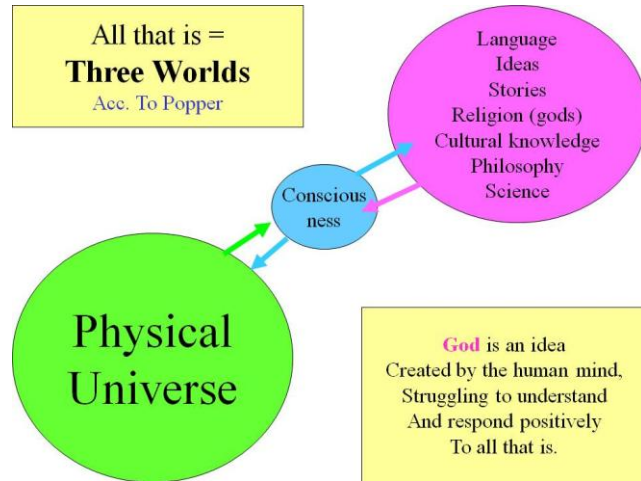 All that is =
Three Worlds
Acc. To Popper
Language
Ideas
Stories
Religion (gods)
Cultural knowledge
Philosophy
Science
Conscious
ness
Physical
Universe
God is an idea
Created by the human mind,
Struggling to understand
And respond positively
To all that is.